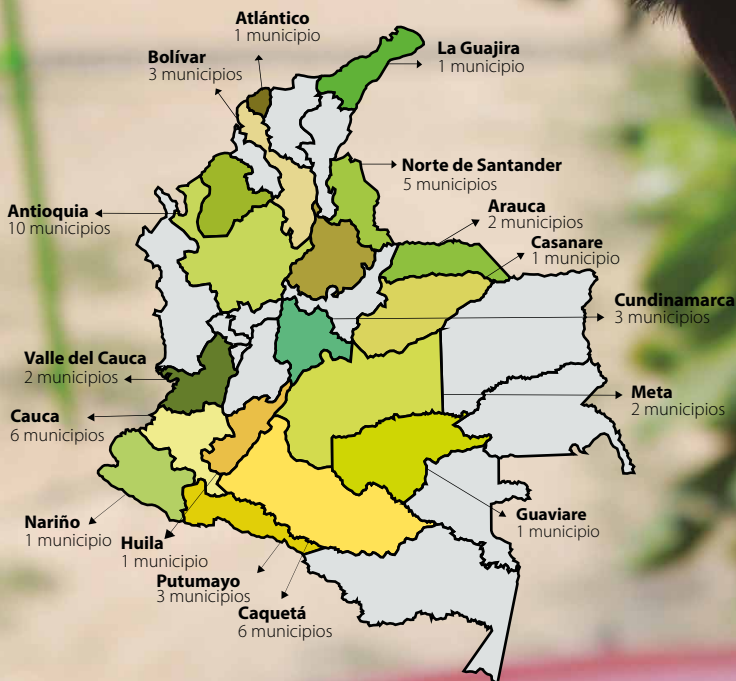 Atlántico
1 municipio
Bolívar
3 municipios
La Guajira
1 municipio
Norte de Santander
5 municipios
Antioquia
10 municipios
Arauca
2 municipios
Casanare
1 municipio
Cundinamarca
3 municipios
Valle del Cauca
2 municipios
Meta
2 municipios
Cauca
6 municipios
Guaviare
1 municipio
Nariño
1 municipio
Huila
1 municipio
Putumayo
3 municipios
Caquetá
6 municipios